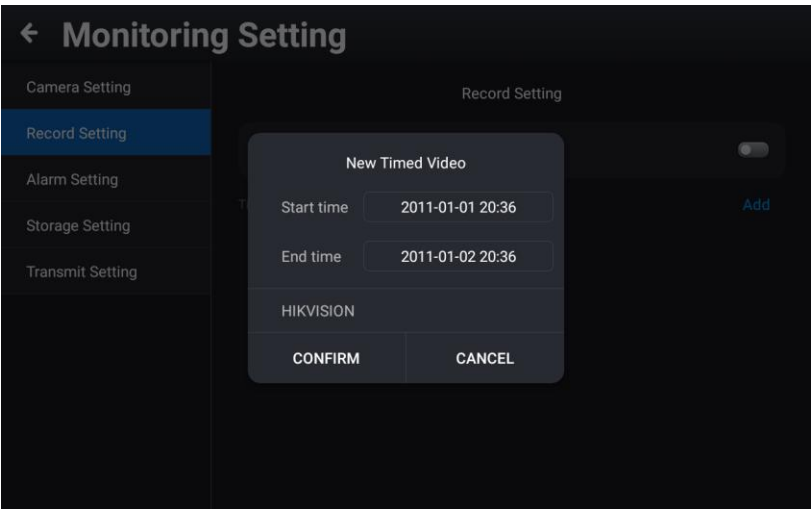 Monitoring Setting
Camera Setting
Record Setting
Alarm Setting
Storage Setting
Transmit Setting
Record Setting
Add
New Timed Video
Start time 2011-01-01 20:36
End time 2011-01-02 20:36
HIKVISION
CONFIRM CANCEL